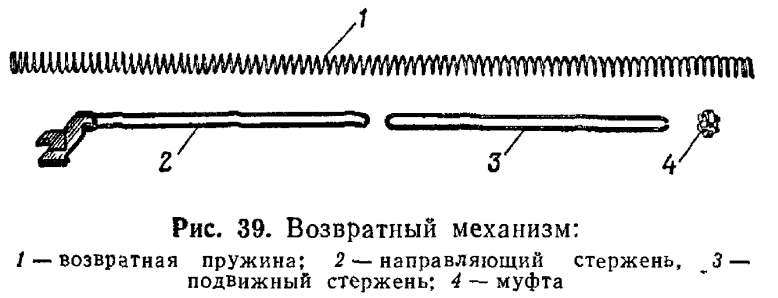 1
2
3
4
Рис. 39. Возвратный механизм:
1 — возвратная пружина; 2 — направляющий стержень, 3 —
подвижный стержень; 4 — муфта